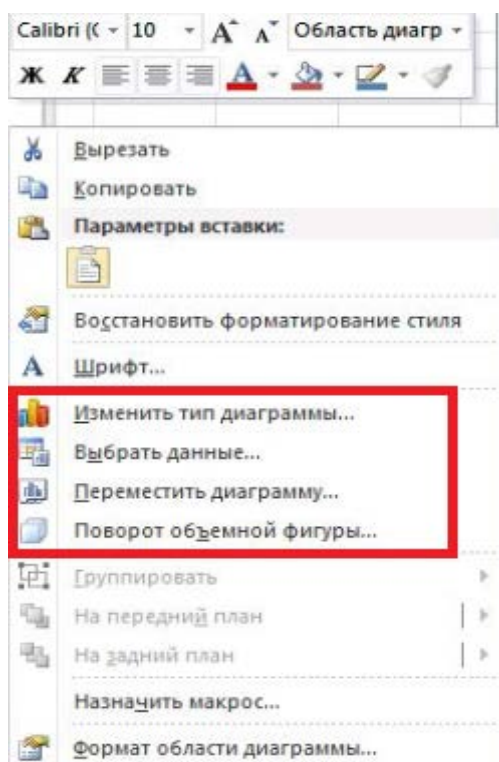 Calibri (С 10 А А Область диагр
Ж К А
Вырезать
Копировать
Параметры вставки:
Восстановить форматирование стиля
А Шрифт...
Изменить тип диаграммы...
Выбрать данные...
Переместить диаграмму...
Поворот объемной фигуры...
Группировать
На передний план
На задний план
Назначить макрос...
Формат области диаграммы...